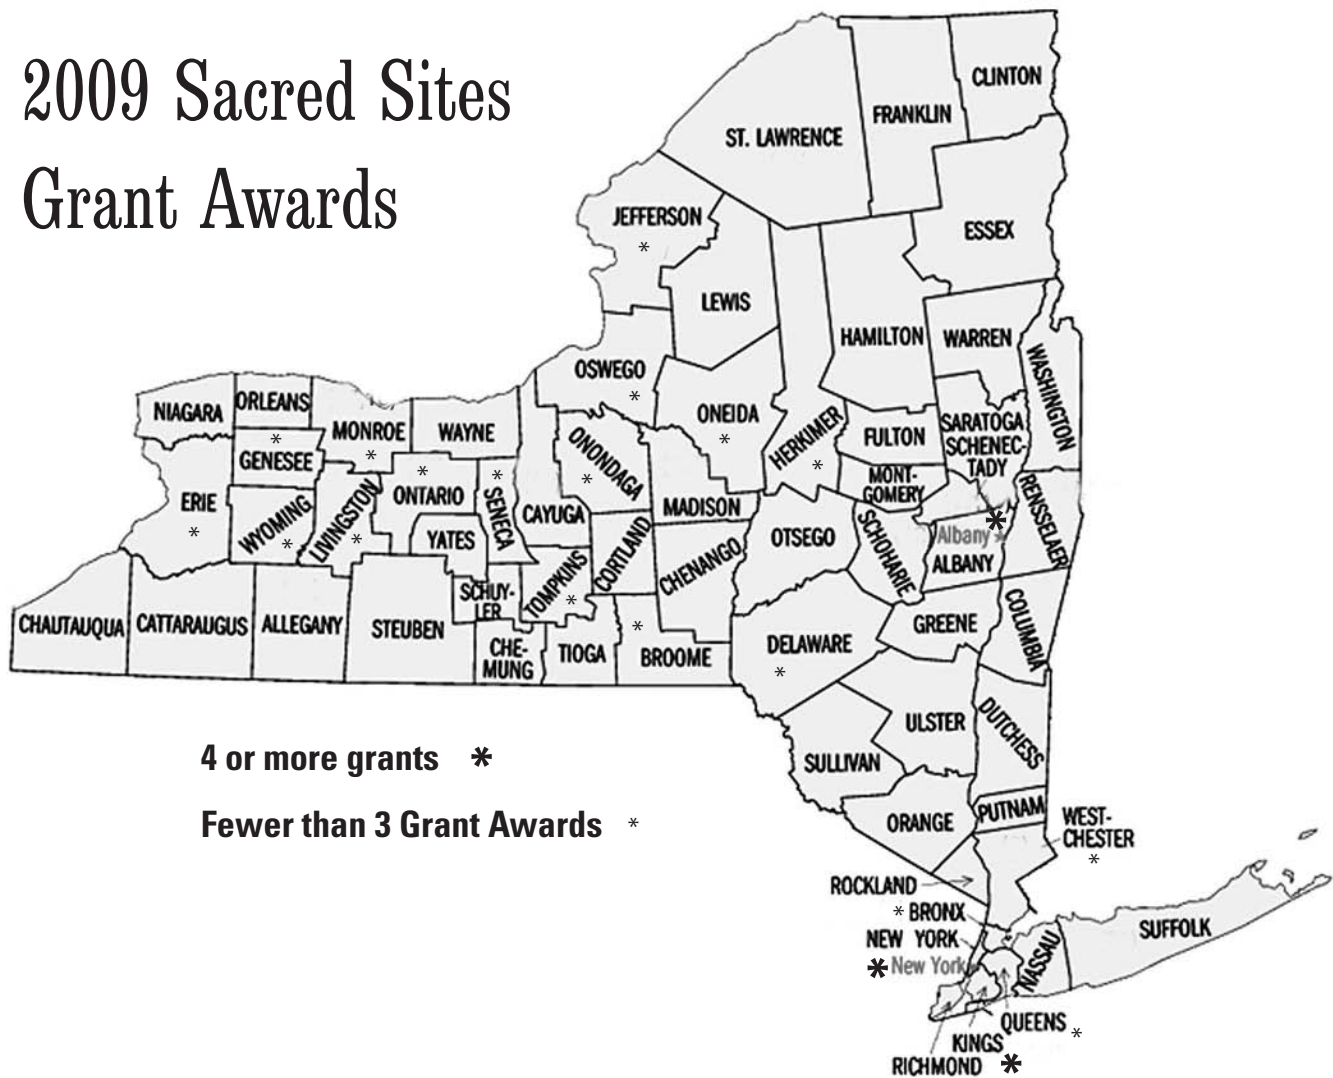 2009 Sacred Sites
Grant Awards
CLINTON
FRANKLIN
ST. LAWRENCE
JEFFERSON
*
ESSEX
LEWIS
HAMILTON
WARREN
WASHINGTON
OSWEGO
*
ONEIDA
*
HERKIMER
*
FULTON
SARATOGA
SCHENEC-
TADY
MONT-
GOMERY
NIAGARA
ORLEANS
MONROE
*
WAYNE
*
GENESEE
ONONDAGA
*
*
ONTARIO
*
SENECA
CAYUGA
MADISON
ERIE
*
WYOMING
*
LIVINGSTON
*
YATES
CORTLAND
CHENANGO
OTSEGO
SCHOHARIE
*
Albany *
ALBANY
RENSSELAER
CHAUTAUQUA
CATTARAUGUS
ALLEGANY
STEUBEN
SCHUY-
LER
TOMPKINS
*
CHE-
MUNG
TIOGA
*
BROOME
DELAWARE
*
GREENE
COLUMBIA
ULSTER
DUTCHESS
SULLIVAN
ORANGE
PUTNAM
WEST-
CHESTER
*
4 or more grants *
Fewer than 3 Grant Awards *
ROCKLAND
* BRONX
NEW YORK
* New York
NASSAU
SUFFOLK
QUEENS *
KINGS
RICHMOND *